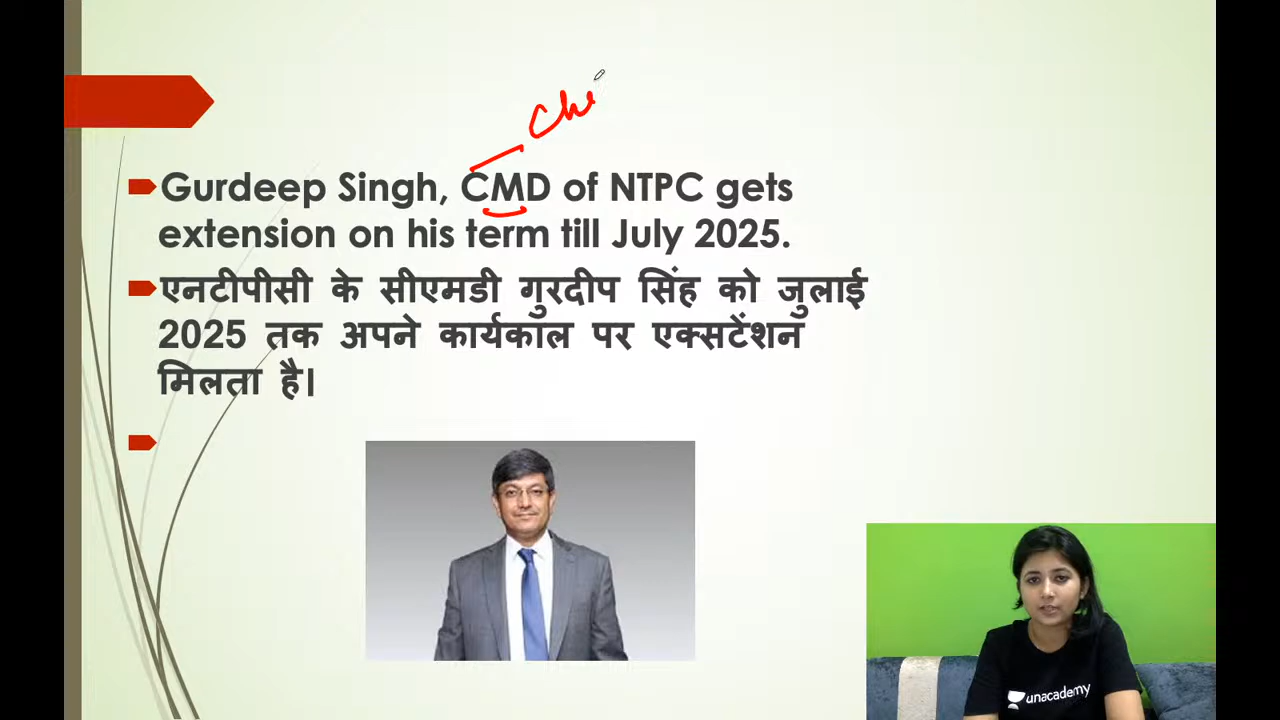 Chi
Gurdeep Singh, CMD of NTPC gets
extension on his term till July 2025.
एनटीपीसी के सीएमडी गुरदीप सिंह को जुलाई
2025 तक अपने कार्यकाल पर एक्सटेंशन
मिलता है।
unacademy